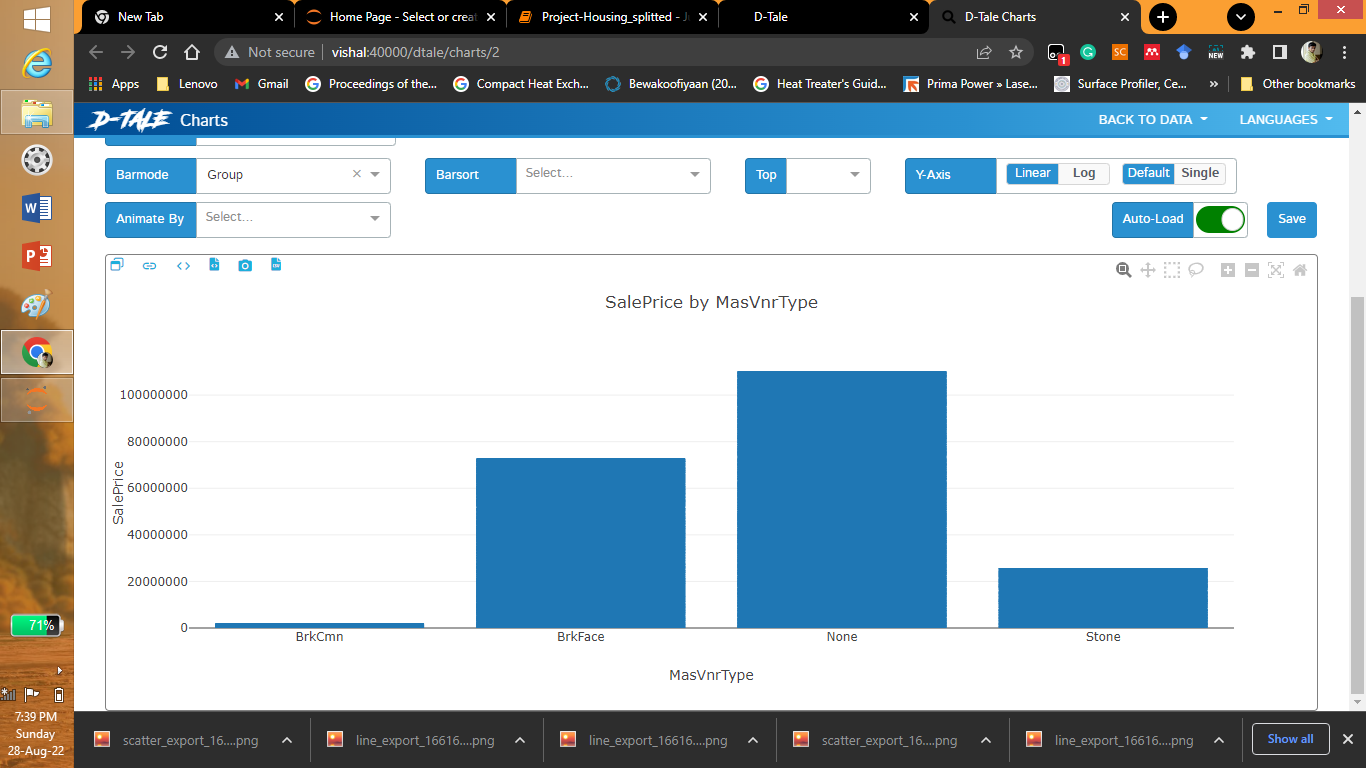 New Tab
Home Page - Select or creat
Project-Housing_splitted - J
D-Tale
D-Tale Charts
Not secure vishal:40000/dtale/charts/2
1
SC
NEW
Apps
Lenovo
Gmail
Proceedings of the...
Compact Heat Exch...
Bewakoofiyaan (20...
Heat Treater's Guid...
Prima Power » Lase...
Surface Profiler, Ce...
»
Other bookmarks
D-TALE Charts
BACK TO DATA
LANGUAGES
Barmode Group
Barsort Select...
Top
Y-Axis Linear Log Default Single
Animate By Select...
Auto-Load
Save
SalePrice by MasVnrType
100000000
80000000
60000000
40000000
20000000
0
SalePrice
BrkCmn BrkFace None Stone
MasVnrType
71%
7:39 PM
Sunday
28-Aug-22
scatter_export_16....png
line_export_16616....png
line_export_16616....png
scatter_export_16....png
line_export_16616....png
Show all